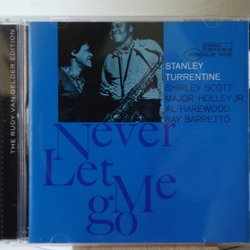 THE RUDY VAN GELDER EDITION
STANLEY
TURRENTINE
SHIRLEY SCOTT
MAJOR HOLLEY JR.
AL HAREWOOD
RAY BARRETTO
Never
Let Me
go